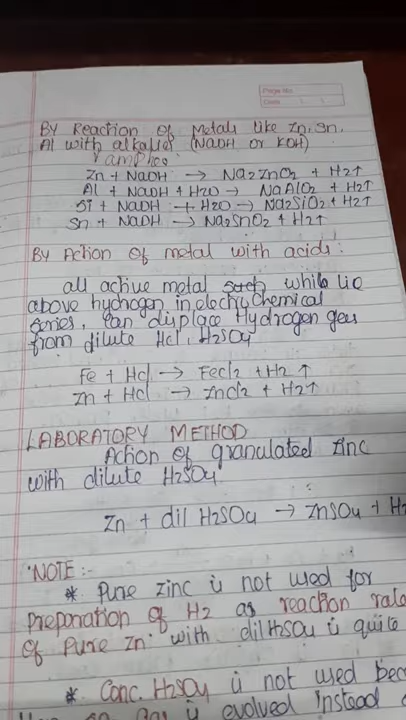 Page No.
Date
By Reaction of Metals like Zn, Sn,
Al with alkalies (NaOH or KOH)
Zn + NaOH → Na2ZnO2 + H2↑
Al + NaOH + H2O → NaAlO2 + H2↑
Si + NaOH + H2O → Na2SiO2 + H2↑
Sn + NaOH → Na2SnO2 + H2↑
By Action of metal with acids:
all active metal while lie
above hydrogen in electrychemical
series, can displace Hydrogen gas
from dilute Hcl, H2SO4
Fe + Hcl → Fecl2 + H2 ↑
Zn + Hcl → Zncl2 + H2↑
LABORATORY METHOD
Action of granulated zinc
with dilute H2SO4
Zn + dil H2SO4 → ZnSO4 + H2
NOTE :-
* Pure zinc is not used for
preparation of H2 as reaction rate
of Pure Zn with dil H2SO4 is quite
* Conc. H2SO4 is not used bec
gas is evolved instead